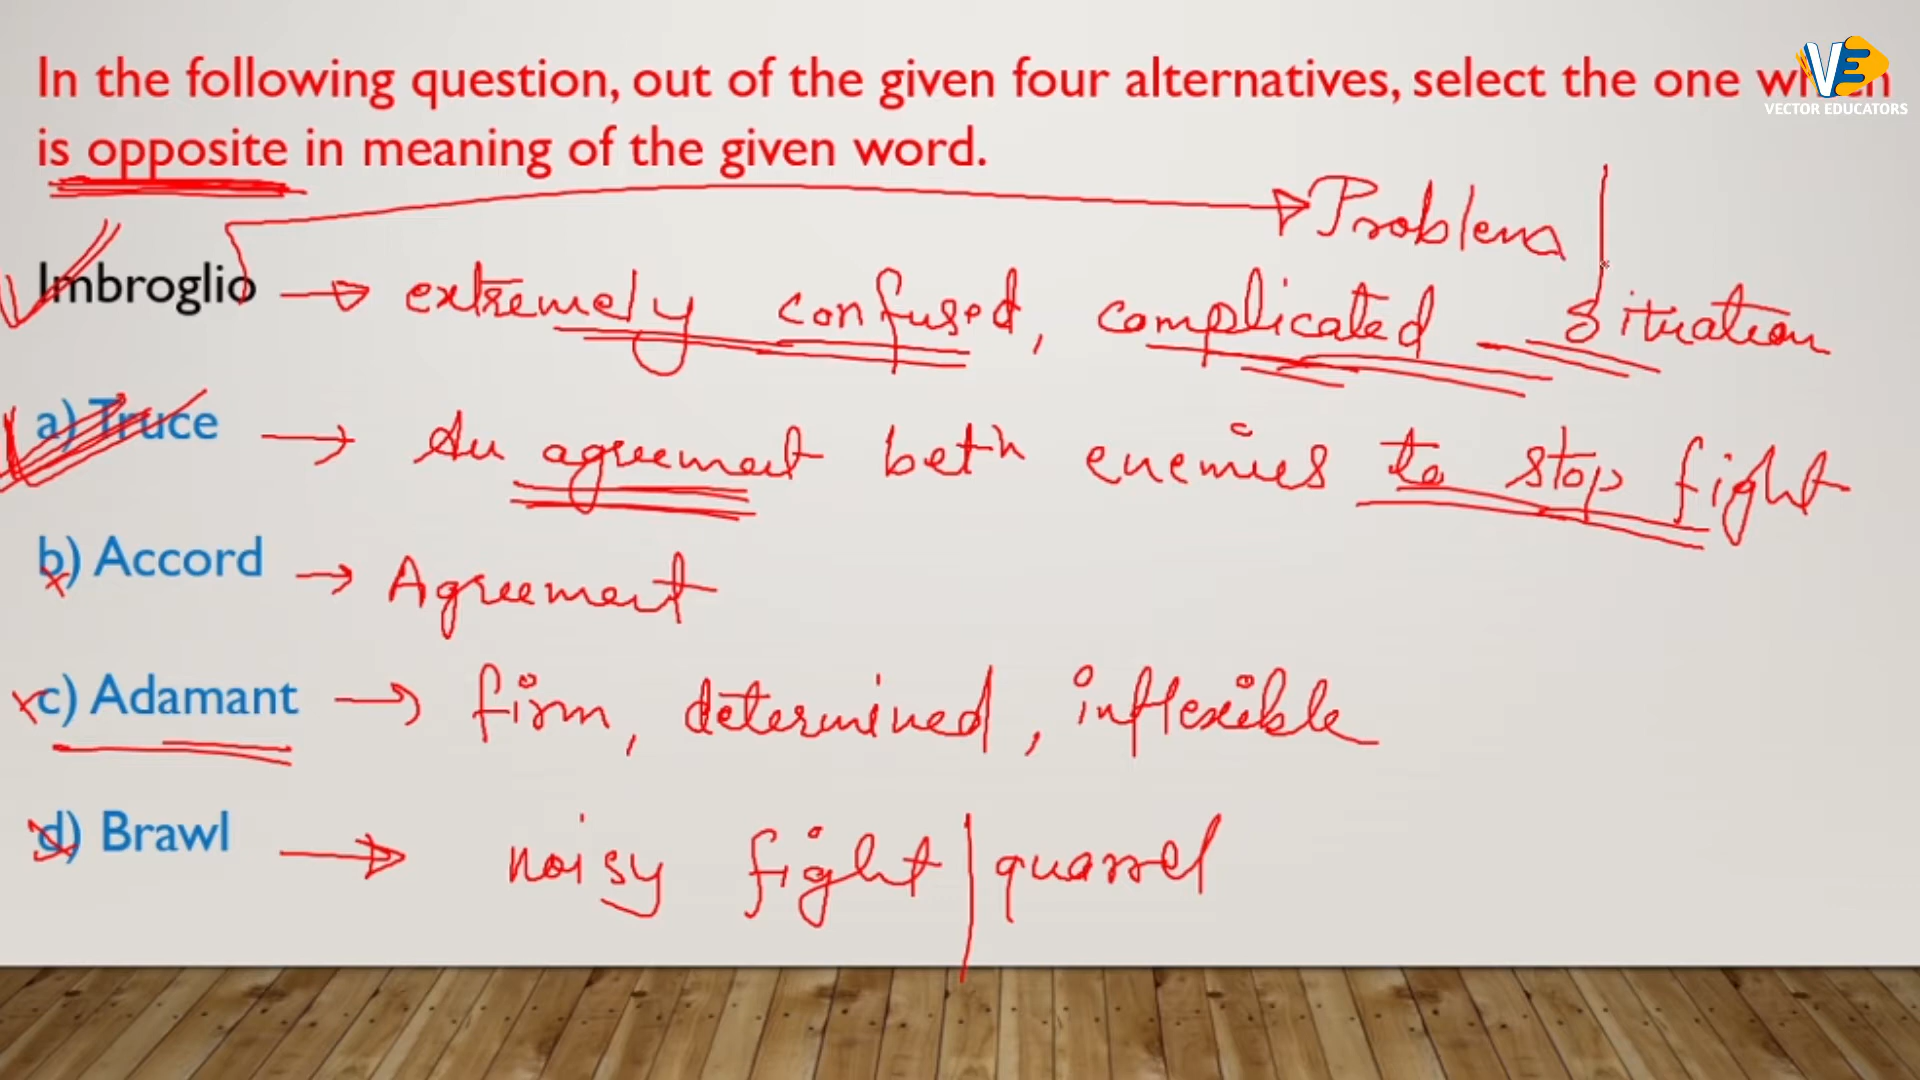 In the following question, out of the given four alternatives, select the one which
is opposite in meaning of the given word.
VECTOR EDUCATORS
Problems
Imbroglio → extremely confused, complicated situation
a) Truce → An agreement betn enemies to stop fight
b) Accord → Agreement
c) Adamant → firm, determined, inflexible
d) Brawl → noisy fight | quarrel